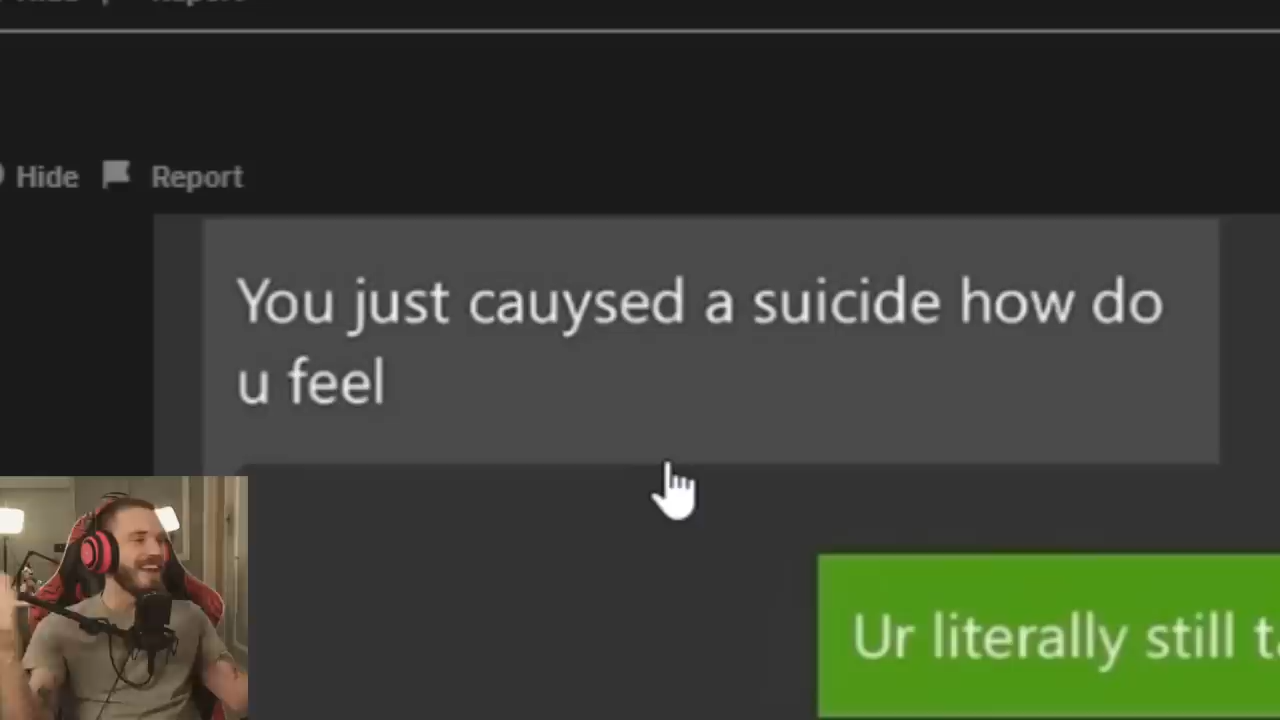 Hide Report
You just cauysed a suicide how do
u feel
Ur literally still